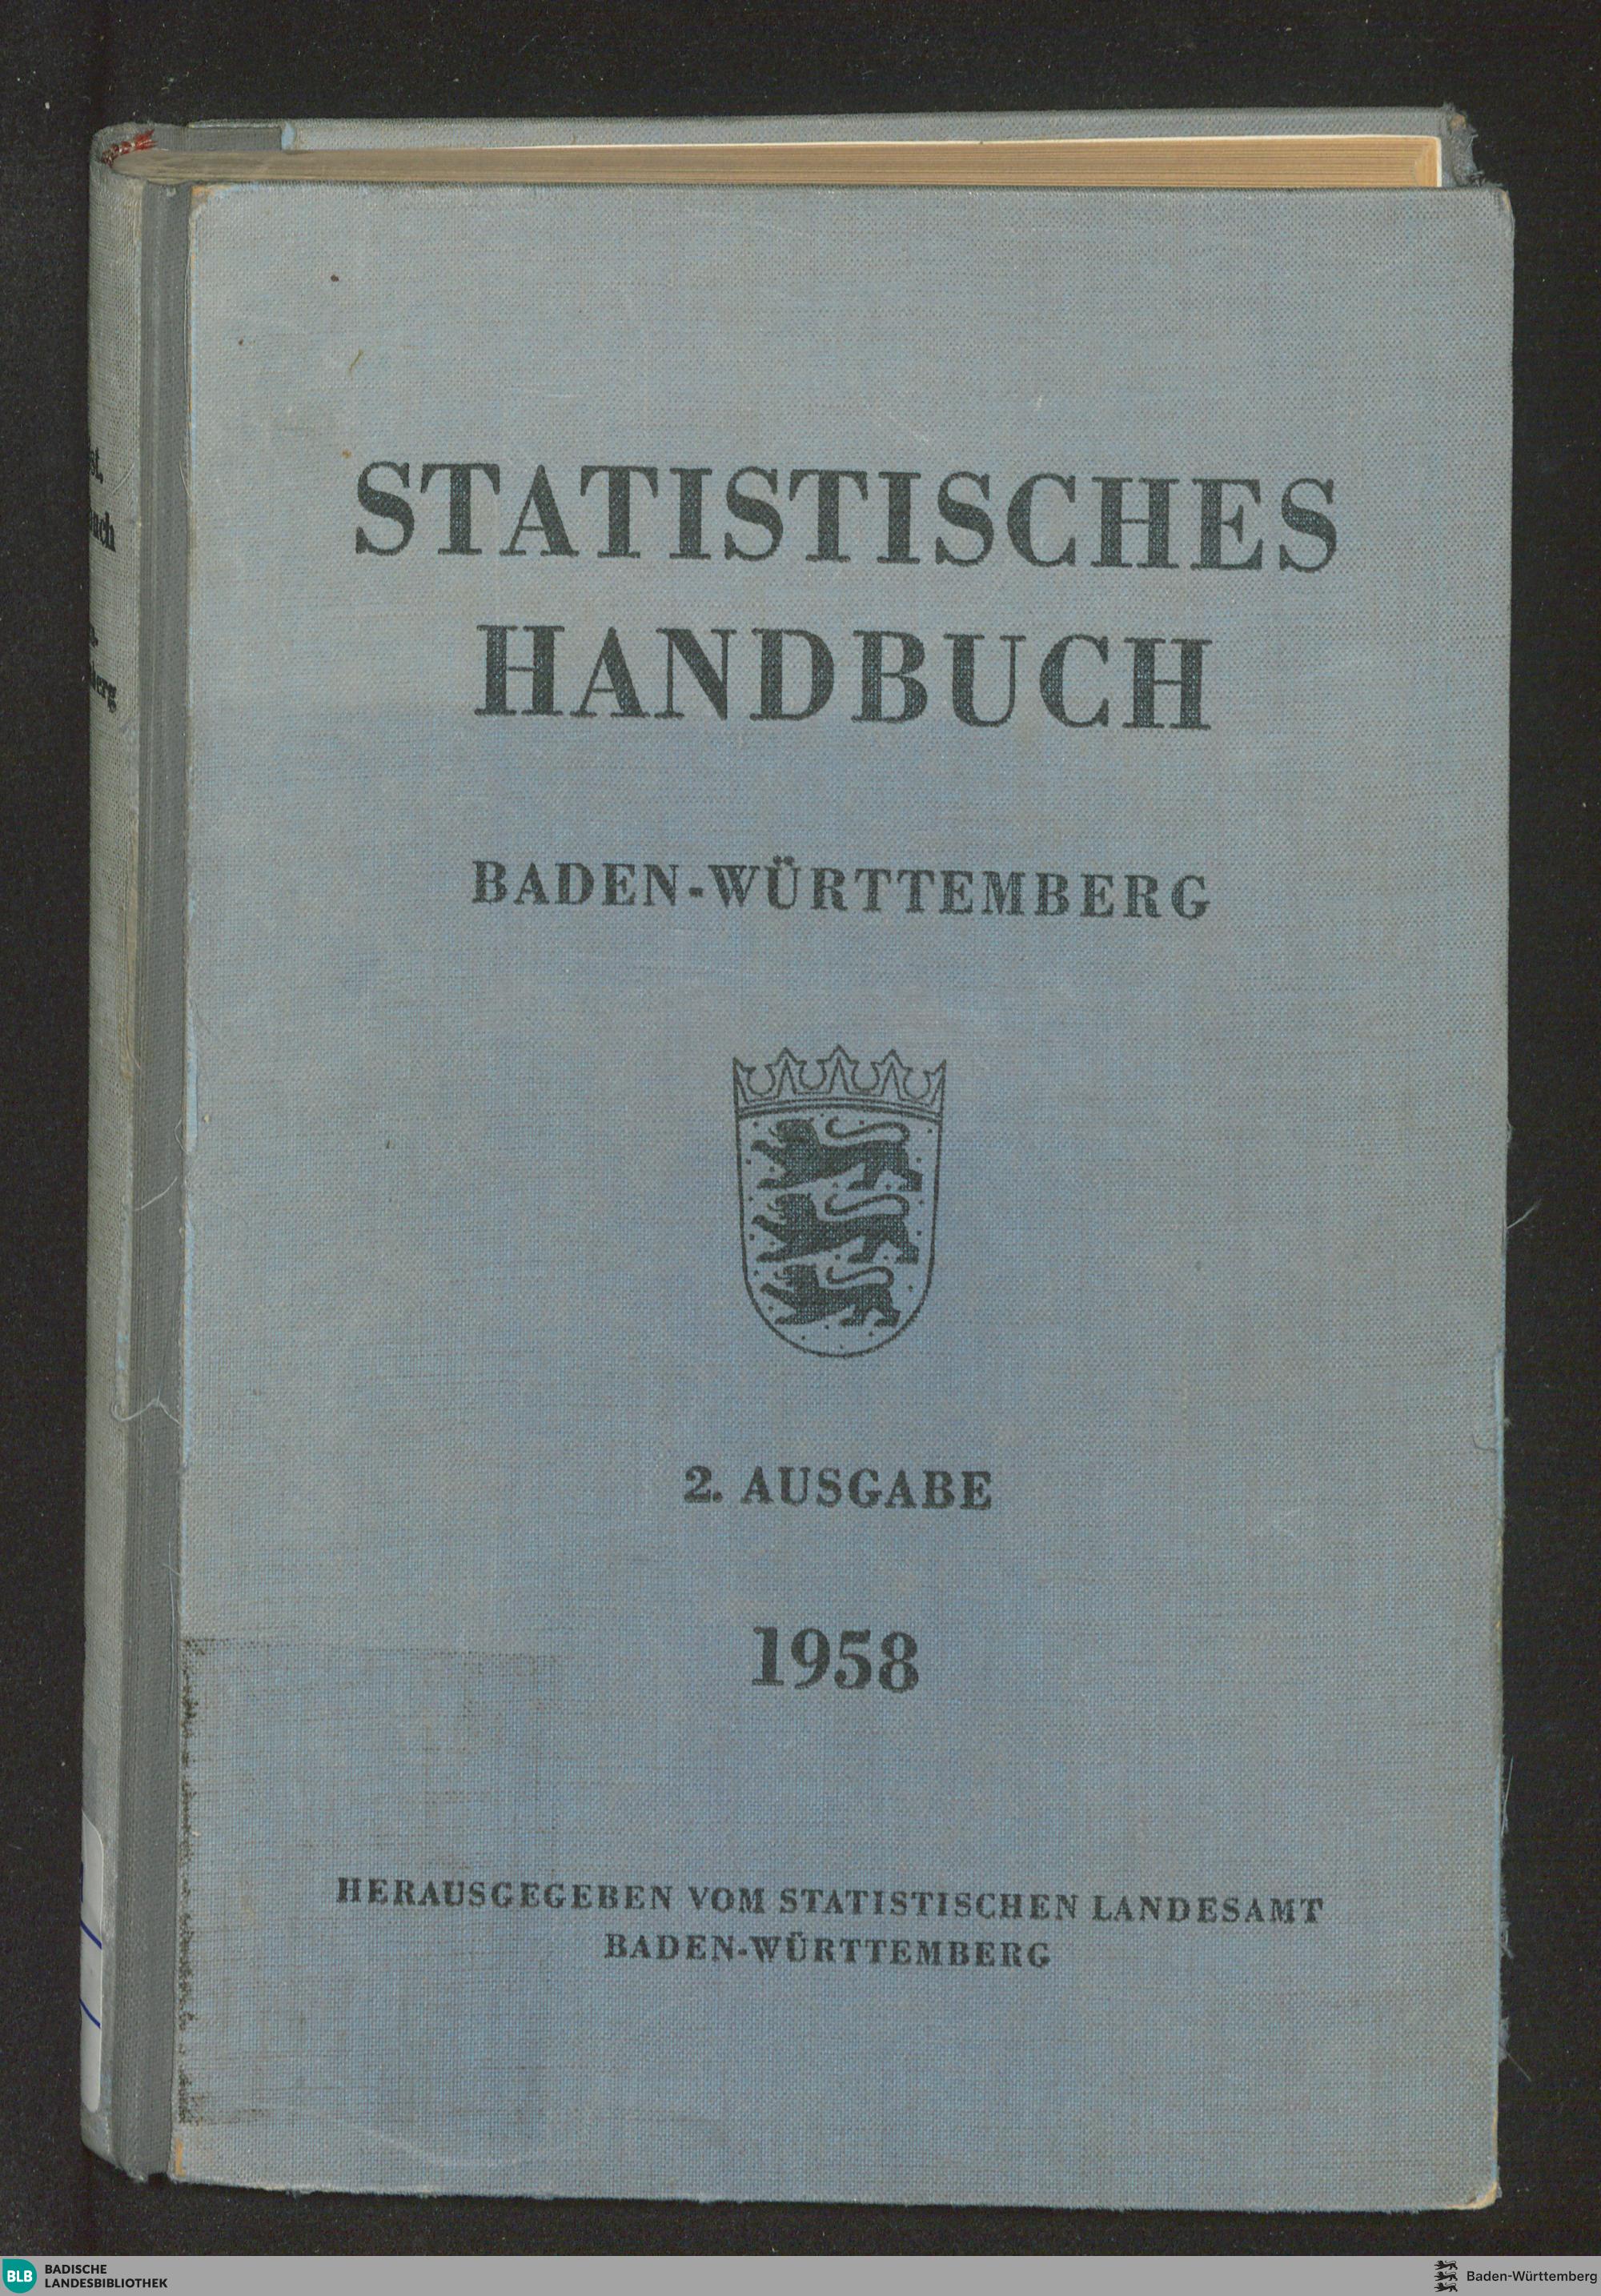 STATISTISCHES
HANDBUCH
BADEN-WÜRTTEMBERG
2. AUSGABE
1958
HERAUSGEGEBEN VOM STATISTISCHEN LANDESAMT
BADEN-WÜRTTEMBERG
BLB BADISCHE
LANDESBIBLIOTHEK
Baden-Württemberg